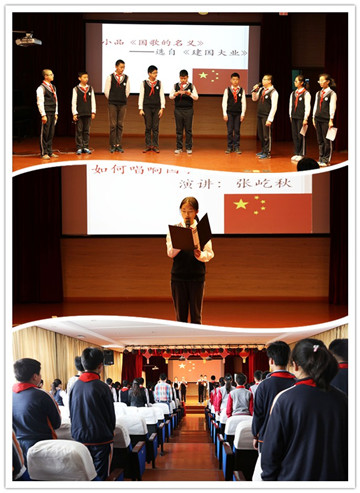 小品《国歌的名义》
——选自《建国大业》
如何唱响国
演讲：张屹秋